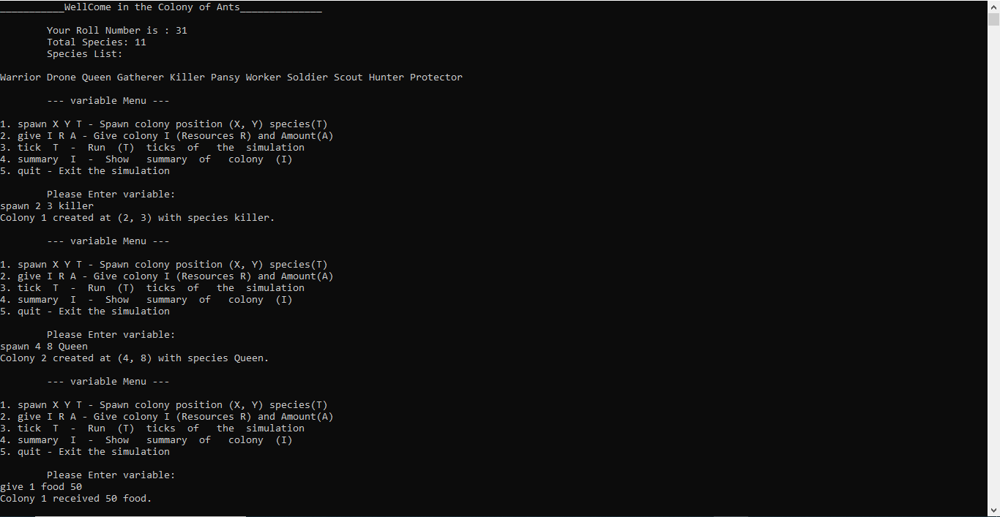 ___________WellCome in the Colony of Ants______________
Your Roll Number is : 31
Total Species: 11
Species List:
Warrior Drone Queen Gatherer Killer Pansy Worker Soldier Scout Hunter Protector
--- variable Menu ---
1. spawn X Y T - Spawn colony position (X, Y) species(T)
2. give I R A - Give colony I (Resources R) and Amount(A)
3. tick  T  -  Run  (T)  ticks  of   the  simulation
4. summary  I  -  Show   summary  of   colony  (I)
5. quit - Exit the simulation
Please Enter variable:
spawn 2 3 killer
Colony 1 created at (2, 3) with species killer.
--- variable Menu ---
1. spawn X Y T - Spawn colony position (X, Y) species(T)
2. give I R A - Give colony I (Resources R) and Amount(A)
3. tick  T  -  Run  (T)  ticks  of   the  simulation
4. summary  I  -  Show   summary  of   colony  (I)
5. quit - Exit the simulation
Please Enter variable:
spawn 4 8 Queen
Colony 2 created at (4, 8) with species Queen.
--- variable Menu ---
1. spawn X Y T - Spawn colony position (X, Y) species(T)
2. give I R A - Give colony I (Resources R) and Amount(A)
3. tick  T  -  Run  (T)  ticks  of   the  simulation
4. summary  I  -  Show   summary  of   colony  (I)
5. quit - Exit the simulation
Please Enter variable:
give 1 food 50
Colony 1 received 50 food.